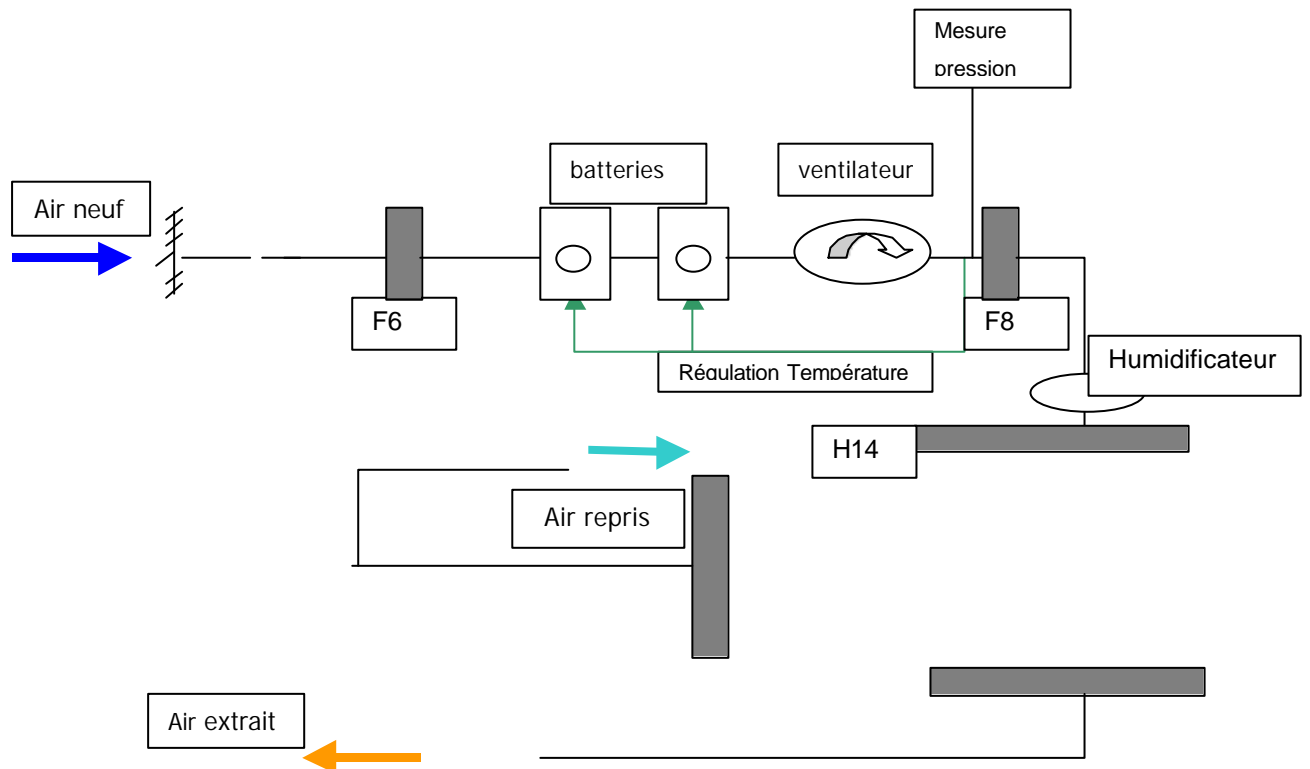 Mesure
pression
batteries
ventilateur
Air neuf
F6
F8
Régulation Température
Humidificateur
H14
Air repris
Air extrait